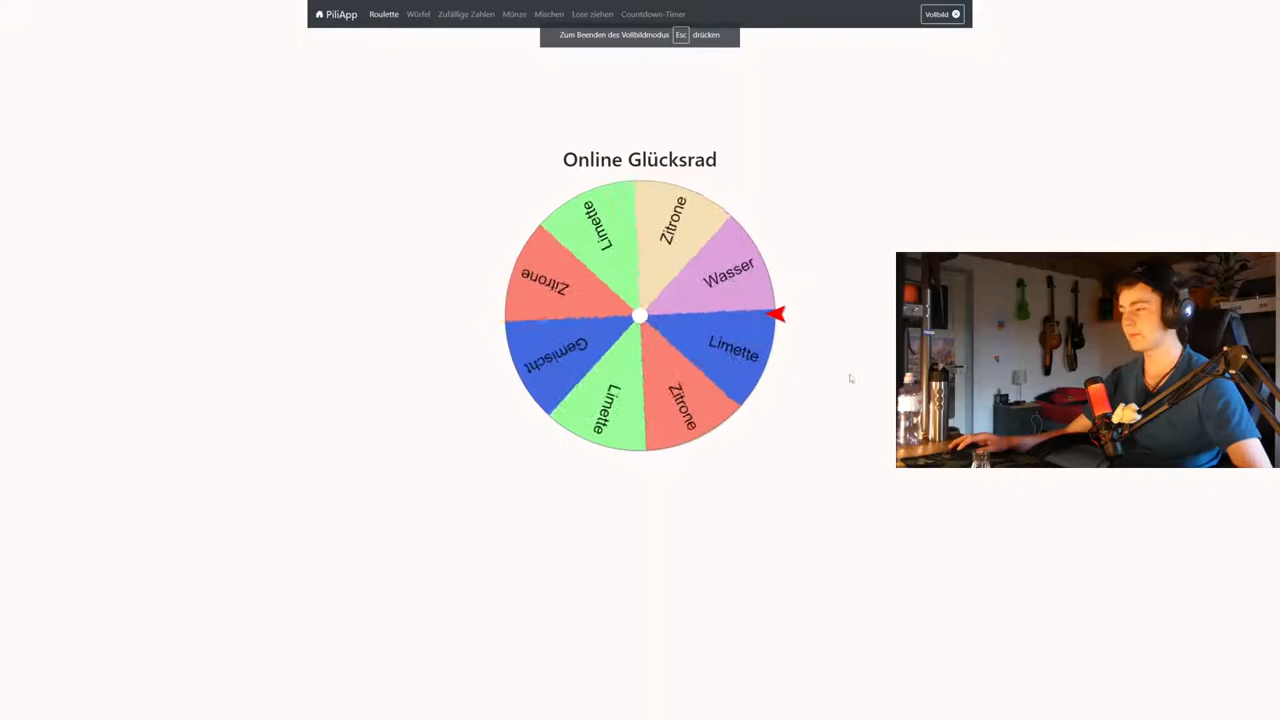 PiliApp Roulette Würfel Zufällige Zahlen Münze Mischen Lose ziehen Countdown-Timer Vollbild
Zum Beenden des Vollbildmodus Esc drücken
Online Glücksrad
Limette
Zitrone
Wasser
Limette
Zitrone
Limette
Gemischt
Zitrone